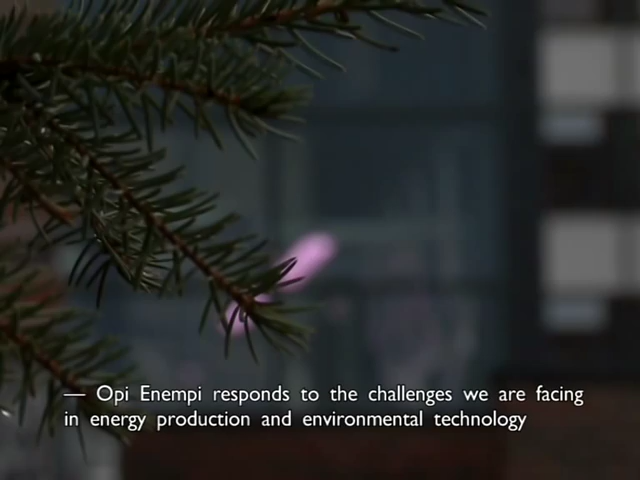 — Opi Enempi responds to the challenges we are facing
in energy production and environmental technology